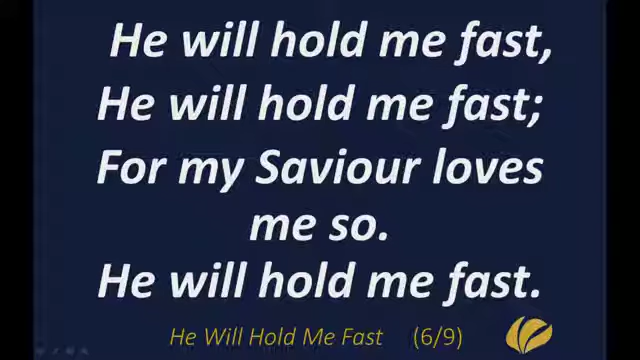 He will hold me fast,
He will hold me fast;
For my Saviour loves
me so.
He will hold me fast.
He Will Hold Me Fast (6/9)